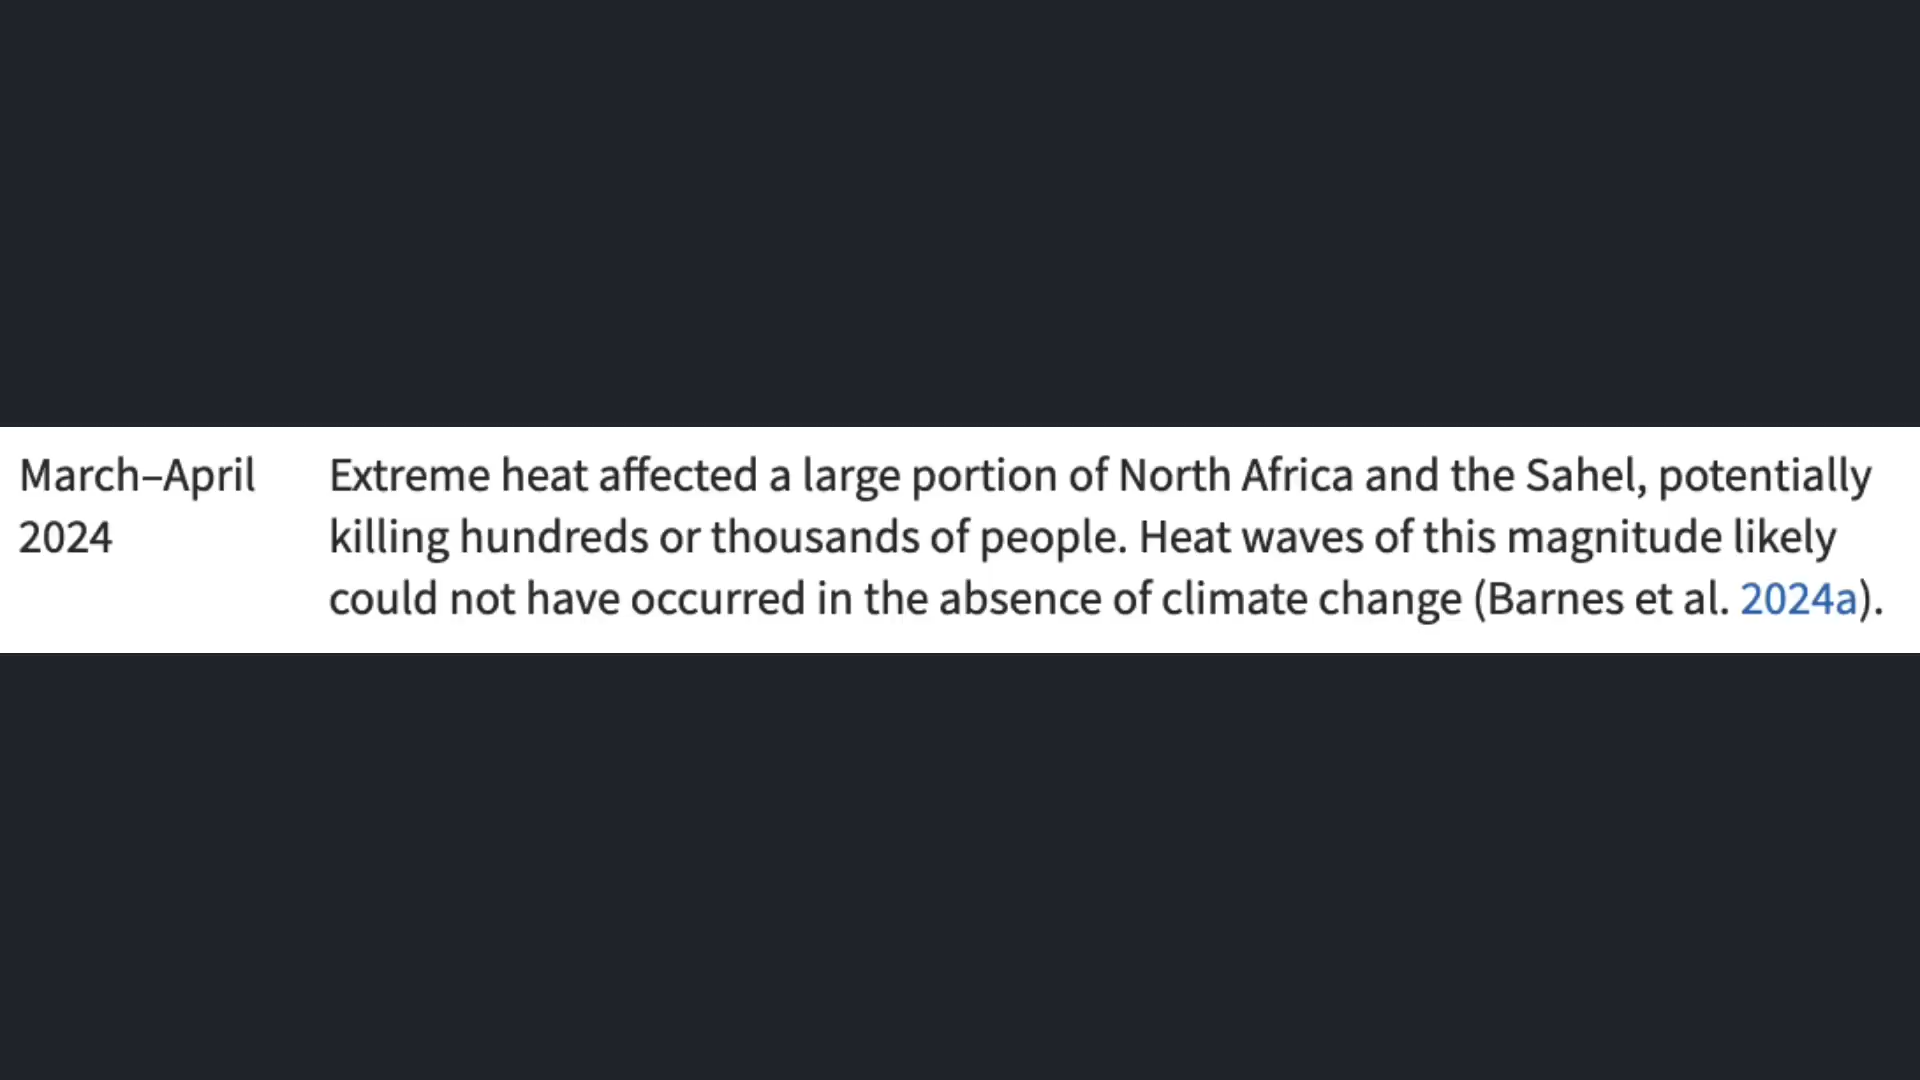 March–April
2024
Extreme heat affected a large portion of North Africa and the Sahel, potentially
killing hundreds or thousands of people. Heat waves of this magnitude likely
could not have occurred in the absence of climate change (Barnes et al. 2024a).